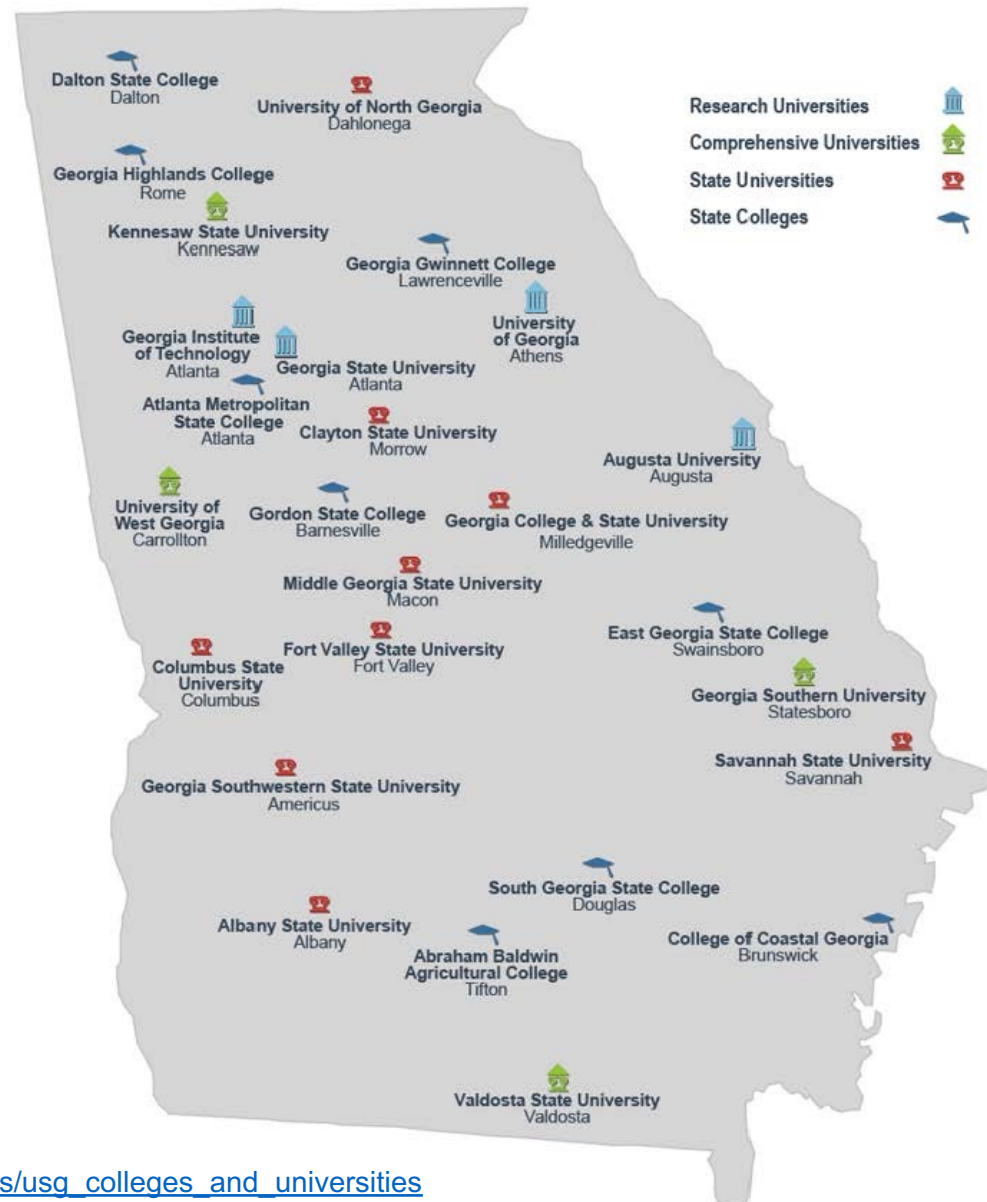 Dalton State College
Dalton
University of North Georgia
Dahlonega
Research Universities
Comprehensive Universities
State Universities
State Colleges
Georgia Highlands College
Rome
Kennesaw State University
Kennesaw
Georgia Gwinnett College
Lawrenceville
Georgia Institute
of Technology
Atlanta
Georgia State University
Atlanta
University
of Georgia
Athens
Atlanta Metropolitan
State College
Atlanta
Clayton State University
Morrow
Augusta University
Augusta
University of
West Georgia
Carrollton
Gordon State College
Barnesville
Georgia College & State University
Milledgeville
Middle Georgia State University
Macon
Fort Valley State University
Fort Valley
East Georgia State College
Swainsboro
Columbus State
University
Columbus
Georgia Southern University
Statesboro
Savannah State University
Savannah
Georgia Southwestern State University
Americus
South Georgia State College
Douglas
Albany State University
Albany
Abraham Baldwin
Agricultural College
Tifton
College of Coastal Georgia
Brunswick
Valdosta State University
Valdosta
s/usg_colleges_and_universities